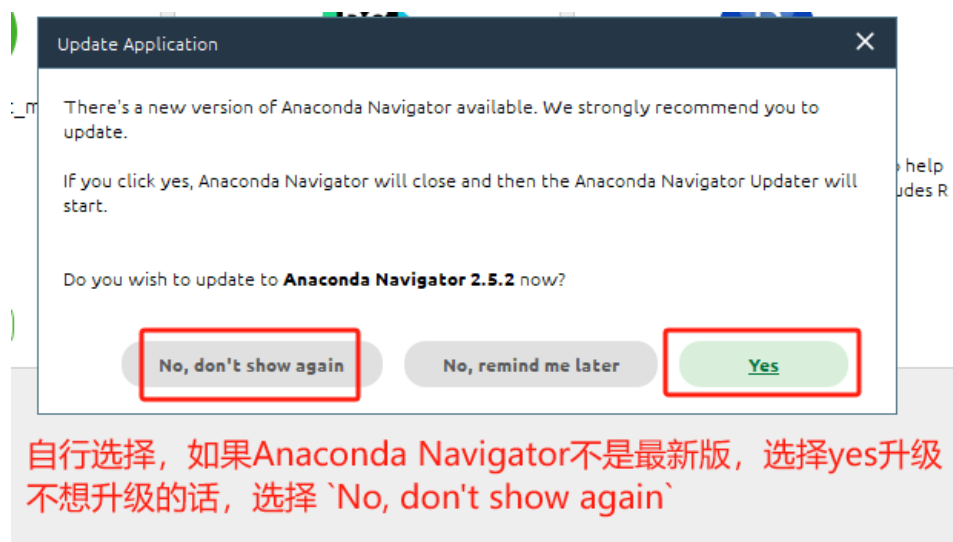 Update Application
There's a new version of Anaconda Navigator available. We strongly recommend you to
update.
If you click yes, Anaconda Navigator will close and then the Anaconda Navigator Updater will
start.
help
udes R
Do you wish to update to Anaconda Navigator 2.5.2 now?
No, don't show again
No, remind me later
Yes
自行选择，如果Anaconda Navigator不是最新版，选择yes升级
不想升级的话，选择 `No, don't show again`